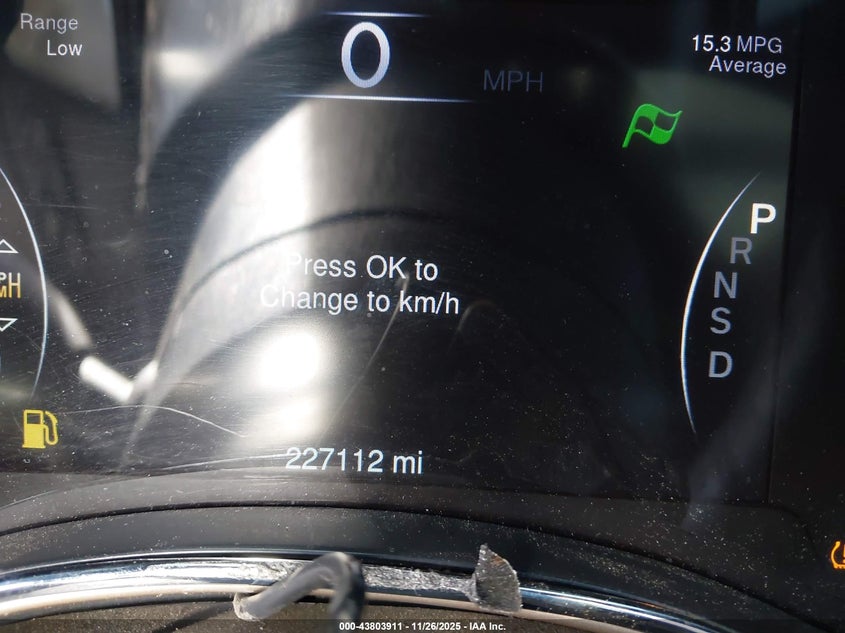 Range
Low
0
MPH
15.3 MPG
Average
P
R
N
S
D
Press OK to
Change to km/h
227112 mi
000-43803911 - 11/26/2025 - IAA Inc.